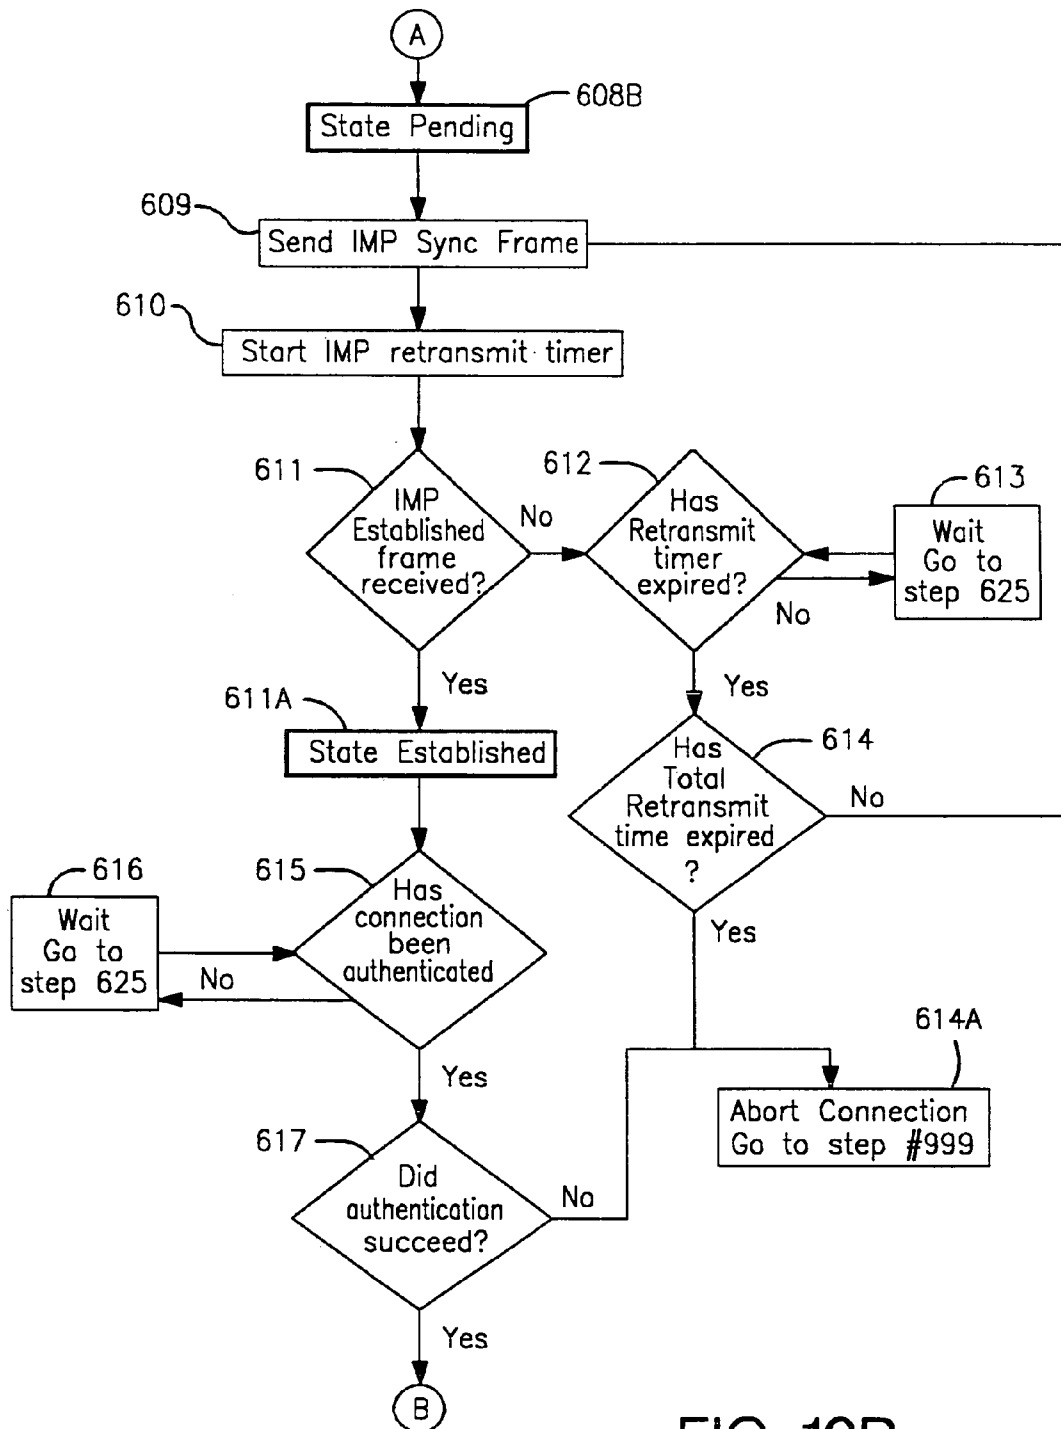 A
608B
State Pending
609
Send IMP Sync Frame
610
Start IMP retransmit timer
611
IMP
Established
frame
received?
No
612
Has
Retransmit
timer
expired?
613
Wait
Go to
step 625
No
Yes
Yes
611A
State Established
614
Has
Total
Retransmit
time expired
?
No
616
Wait
Go to
step 625
615
Has
connection
been
authenticated
No
Yes
Yes
614A
Abort Connection
Go to step #999
617
Did
authentication
succeed?
No
Yes
B